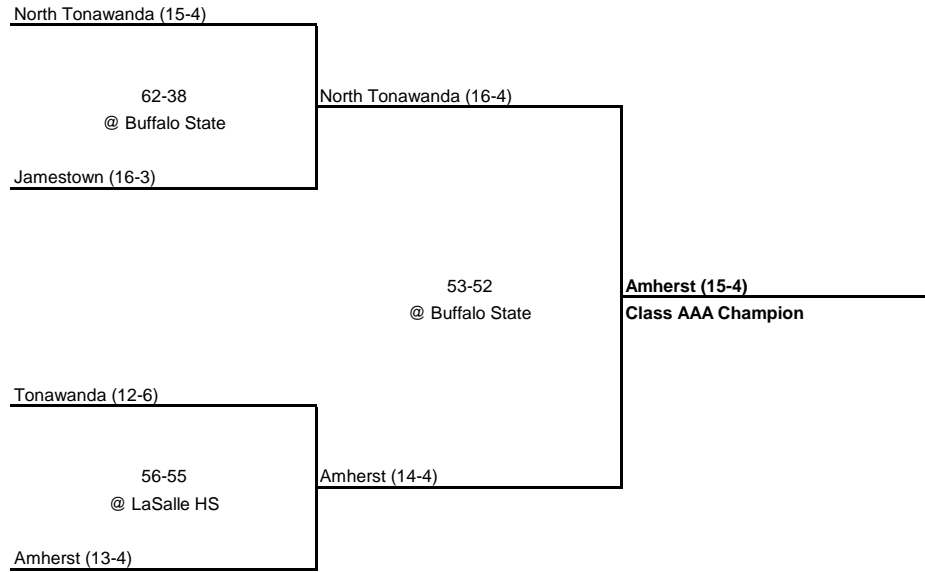 North Tonawanda (15-4)
62-38
@ Buffalo State
North Tonawanda (16-4)
Jamestown (16-3)
53-52
@ Buffalo State
Amherst (15-4)
Class AAA Champion
Tonawanda (12-6)
56-55
@ LaSalle HS
Amherst (14-4)
Amherst (13-4)